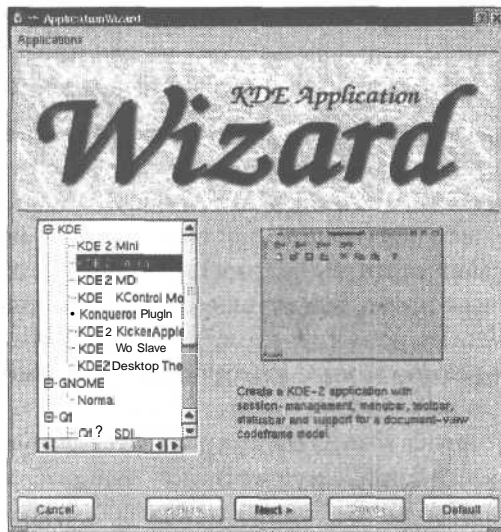 ApplicationWizard
Applications
KDE Application
Wizard
KDE
KDE 2 Mini
KDE 2 MDI
KDE KControl Mo
Konqueror Plugin
KDE 2 KickerApple
KDE Slave
KDE2 Desktop The
GNOME
Normal
Qt
SDI
Create a KDE-2 application with
session-management, menubar, toolbar,
statusbar and support for a document-view
codeframe model.
Cancel
Next >
Default